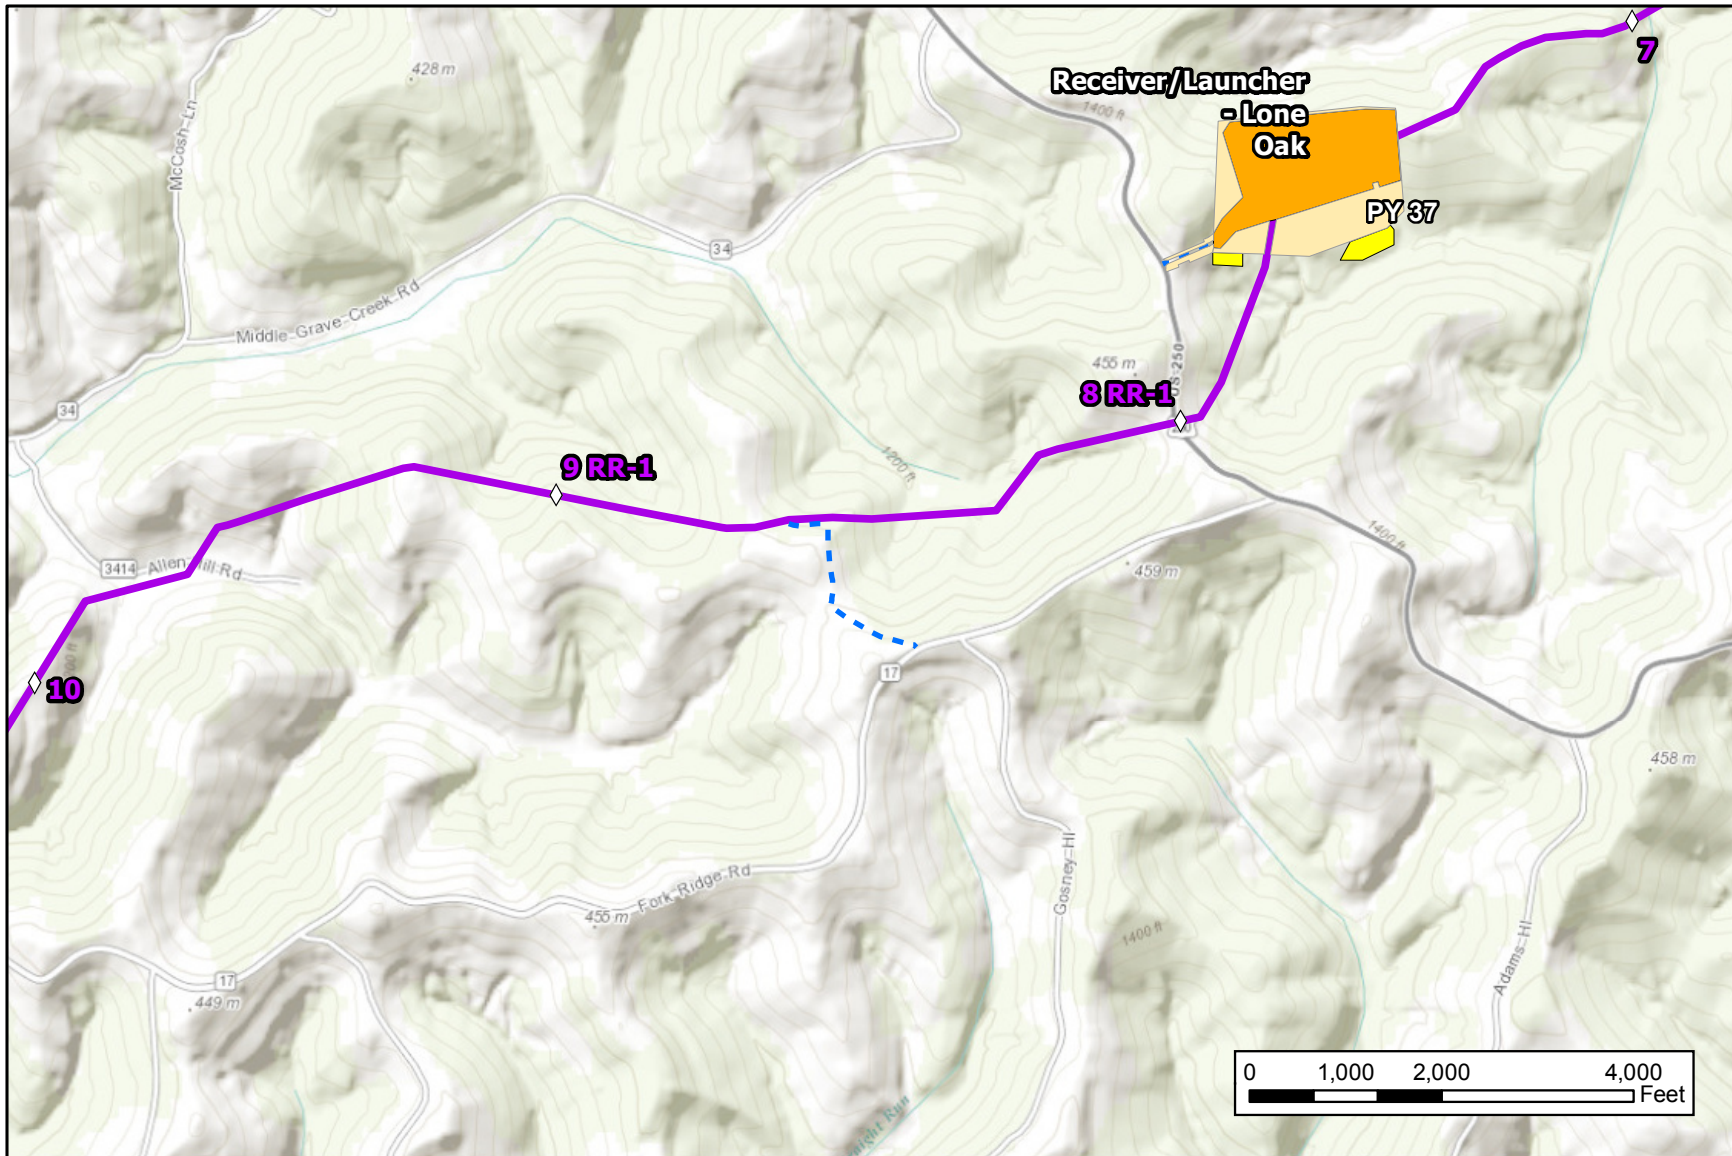 7
Receiver/Launcher
- Lone
Oak
428 m
1400 ft
McCosh Ln
PY 37
34
Middle Grave Creek Rd
US 250
455 m
8 RR-1
34
9 RR-1
1200 ft
1400 ft
3414
Allen Hill Rd
459 m
10
17
458 m
Gosney Hl
Fork Ridge Rd
455 m
1400 ft
Adams Hl
17
449 m
0 1,000 2,000 4,000
Feet
Run